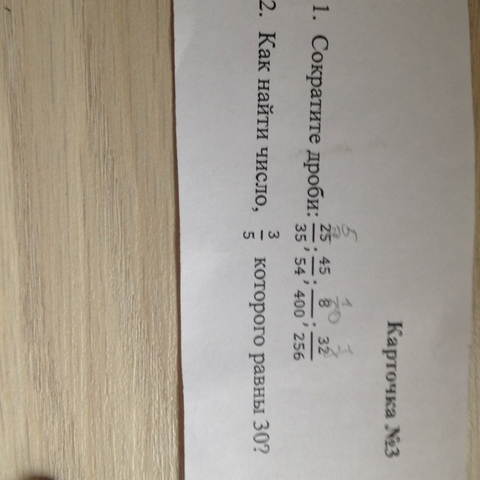 Карточка №3
1. Сократите дроби: 25/35; 45/54; 8/400; 32/256
2. Как найти число, 3/5 которого равны 30?